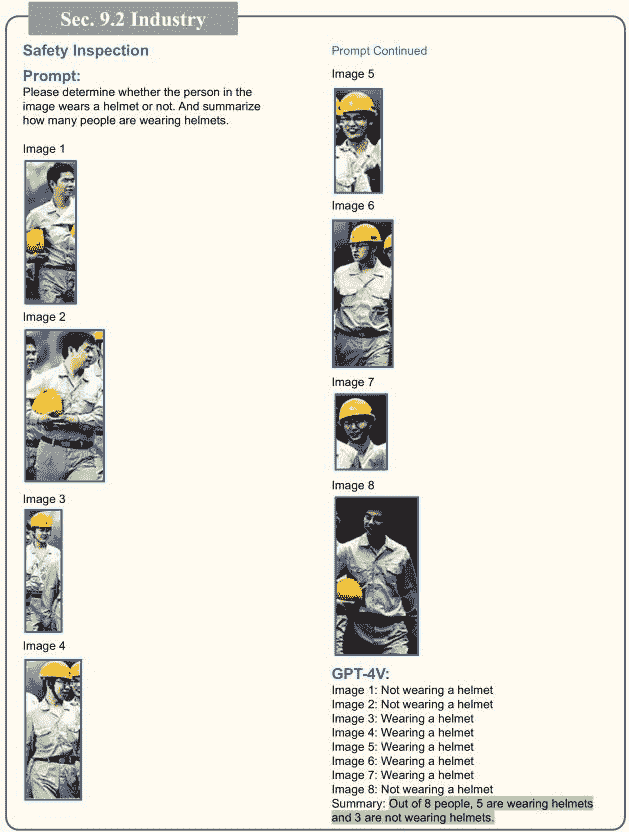 Sec. 9.2 Industry
Safety Inspection
Prompt:
Please determine whether the person in the
image wears a helmet or not. And summarize
how many people are wearing helmets.
Image 1
Image 2
Image 3
Image 4
Prompt Continued
Image 5
Image 6
Image 7
Image 8
GPT-4V:
Image 1: Not wearing a helmet
Image 2: Not wearing a helmet
Image 3: Wearing a helmet
Image 4: Wearing a helmet
Image 5: Wearing a helmet
Image 6: Wearing a helmet
Image 7: Wearing a helmet
Image 8: Not wearing a helmet
Summary: Out of 8 people, 5 are wearing helmets
and 3 are not wearing helmets.